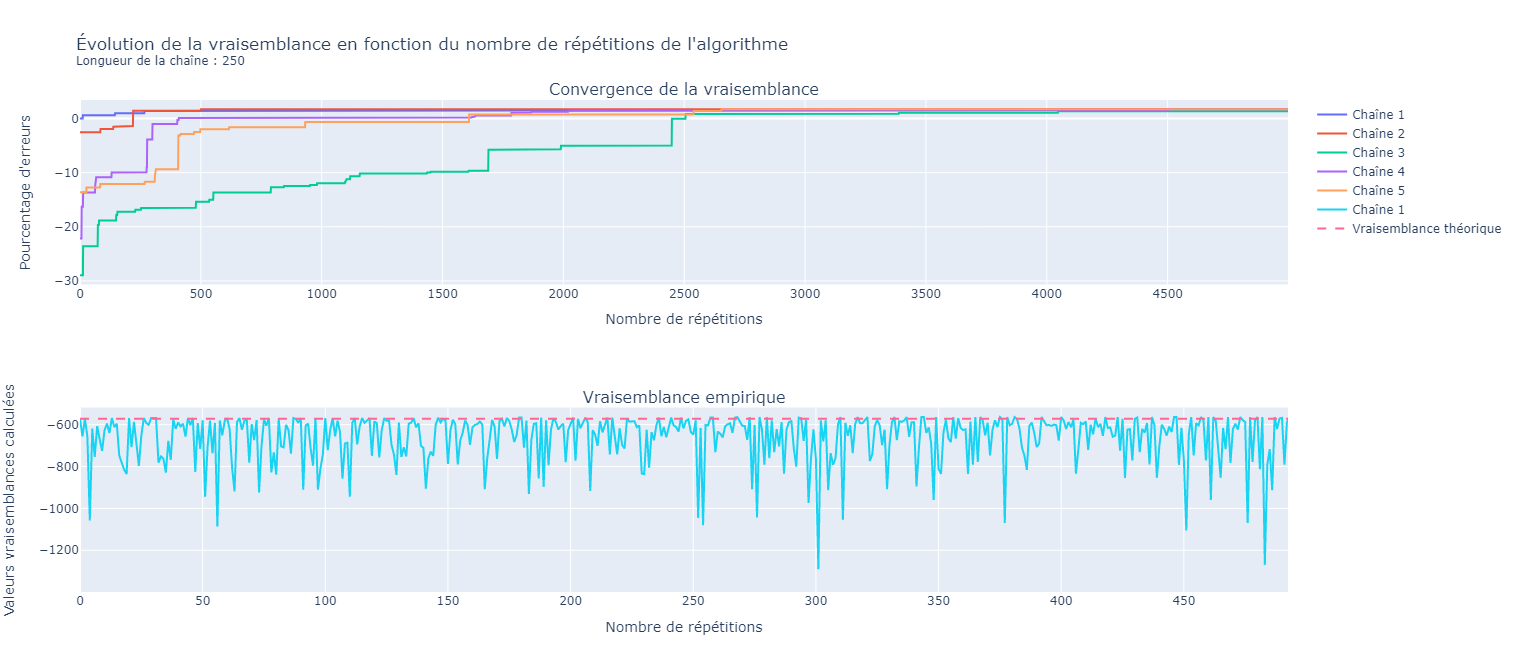 Évolution de la vraisemblance en fonction du nombre de répétitions de l'algorithme
Longueur de la chaîne : 250
Convergence de la vraisemblance
Pourcentage d'erreurs
0
−10
−20
−30
0 500 1000 1500 2000 2500 3000 3500 4000 4500
Nombre de répétitions
Chaîne 1
Chaîne 2
Chaîne 3
Chaîne 4
Chaîne 5
Chaîne 1
Vraisemblance théorique
Vraisemblance empirique
Valeurs vraisemblances calculées
−600
−800
−1000
−1200
0 50 100 150 200 250 300 350 400 450
Nombre de répétitions